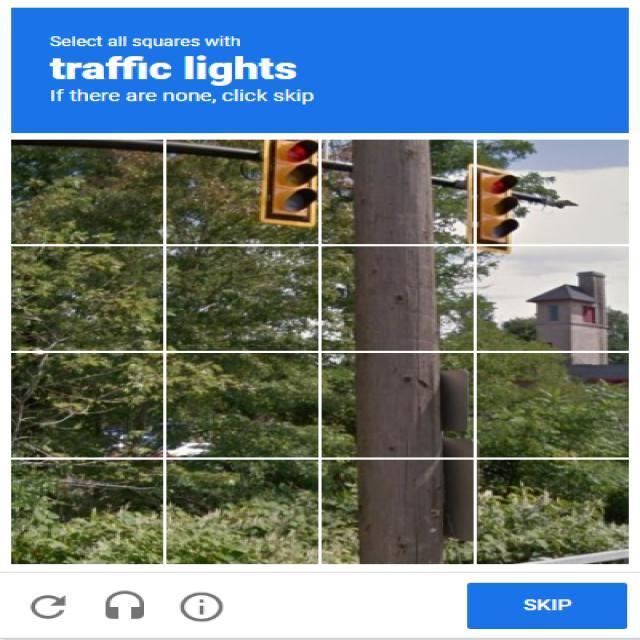 Select all squares with
traffic lights
If there are none, click skip
SKIP